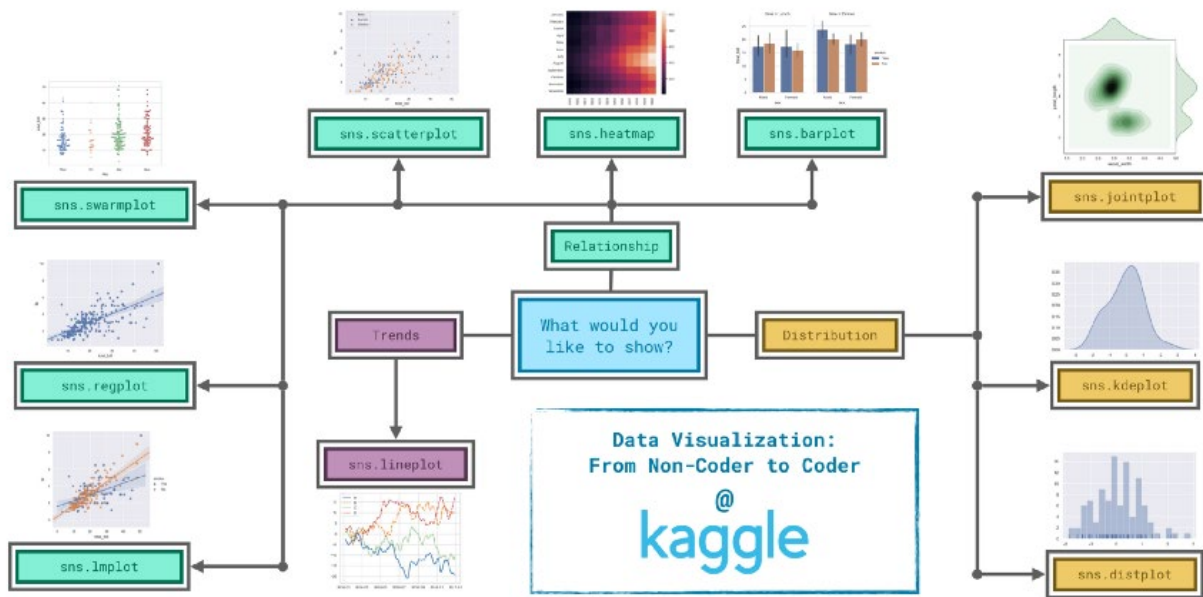 sns.scatterplot
sns.heatmap
sns.barplot
sns.swarmplot
sns.jointplot
Relationship
Trends
What would you
like to show?
Distribution
sns.regplot
sns.kdeplot
sns.lineplot
Data Visualization:
From Non-Coder to Coder
@
kaggle
sns.lmplot
sns.distplot